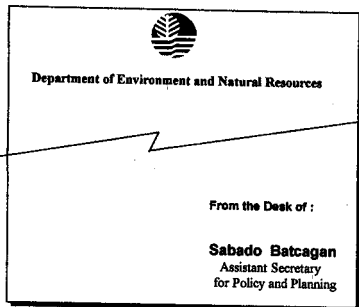 Department of Environment and Natural Resources
From the Desk of :
Sabado Batcagan
Assistant Secretary
for Policy and Planning